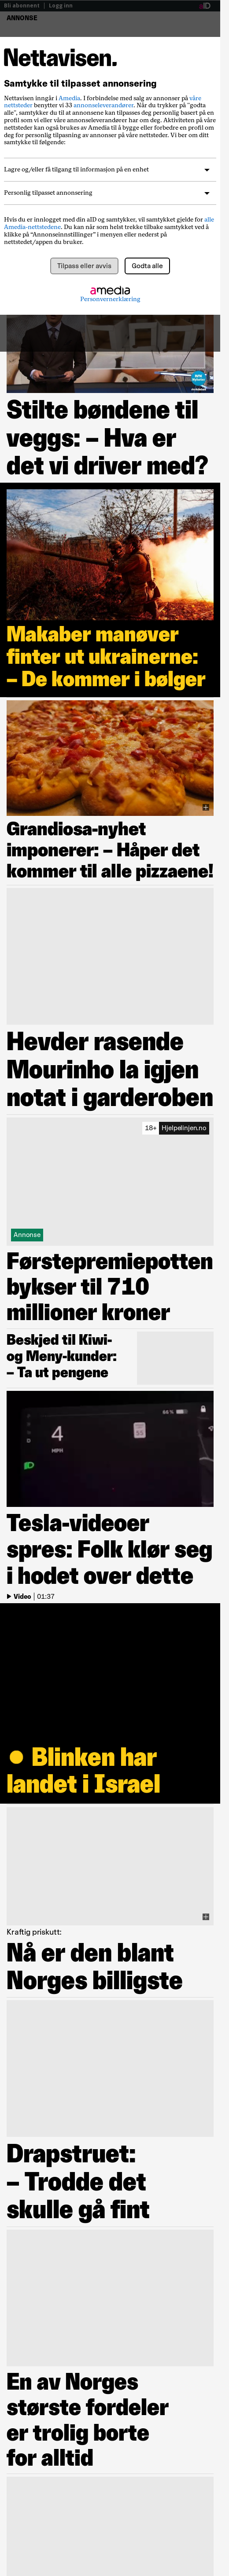 Bli abonnent | Logg inn
ANNONSE
Nettavisen.
Samtykke til tilpasset annonsering
Nettavisen inngår i Amedia. I forbindelse med salg av annonser på våre
nettsteder benytter vi 33 annonseleverandører. Når du trykker på "godta
alle", samtykker du til at annonsene kan tilpasses deg personlig basert på din
aktivitet samt andre opplysninger vi har om deg. Aktiviteten din på våre
nettsteder kan også brukes av Amedia til å bygge eller forbedre en profil om
deg for personlig tilpasning av annonser på våre nettsteder. Vi ber om ditt
samtykke til følgende:
Lagre og/eller få tilgang til informasjon på en enhet
Personlig tilpasset annonsering
Hvis du er innlogget med din aID og samtykker, vil samtykket gjelde for alle
Amedia-nettstedene. Du kan når som helst trekke tilbake samtykket ved å
klikke på “Annonseinnstillinger” i menyen eller nederst på
nettstedet/appen du bruker.
Tilpass eller avvis
Godta alle
amedia
Personvernerklæring
Stilte bøndene til
veggs: – Hva er
det vi driver med?
Makaber manøver
finter ut ukrainerne:
– De kommer i bølger
Grandiosa-nyhet
imponerer: – Håper det
kommer til alle pizzaene!
Hevder rasende
Mourinho la igjen
notat i garderoben
18+ Hjelpelinjen.no
Annonse
Førstepremiepotten
bykser til 710
millioner kroner
Beskjed til Kiwi-
og Meny-kunder:
– Ta ut pengene
66 %
4
MPH
Tesla-videoer
spres: Folk klør seg
i hodet over dette
Video | 01:37
Blinken har
landet i Israel
Kraftig priskutt:
Nå er den blant
Norges billigste
Drapstruet:
– Trodde det
skulle gå fint
En av Norges
største fordeler
er trolig borte
for alltid